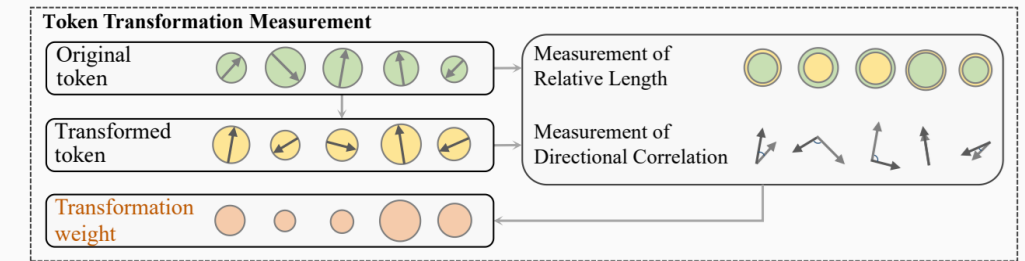 Token Transformation Measurement
Original
token
Transformed
token
Transformation
weight
Measurement of
Relative Length
Measurement of
Directional Correlation